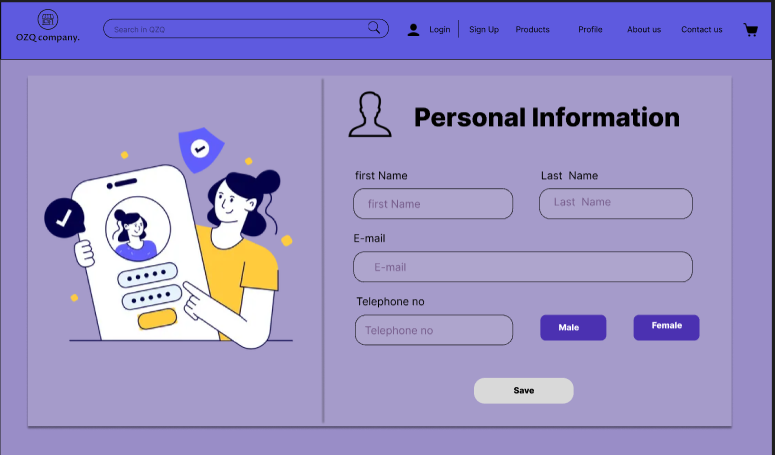 OZQ company.
Search in OZQ
Login
Sign Up
Products
Profile
About us
Contact us
Personal Information
first Name
Last Name
first Name
Last Name
E-mail
E-mail
Telephone no
Telephone no
Male
Female
Save